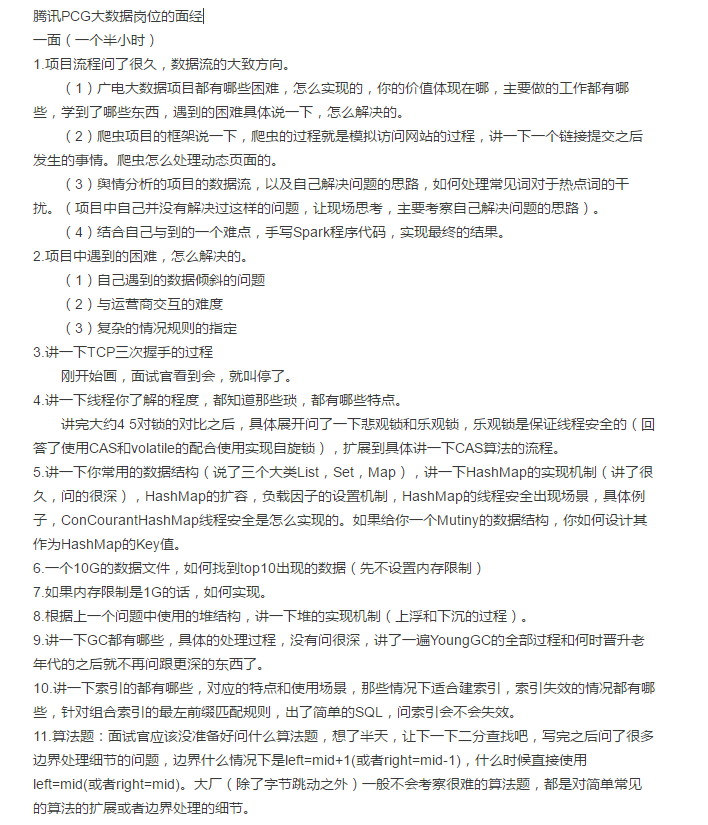 腾讯PCG大数据岗位的面经
一面（一个半小时）
1.项目流程问了很久，数据流的大致方向。
（1）广电大数据项目都有哪些困难，怎么实现的，你的价值体现在哪，主要做的工作都有哪
些，学到了哪些东西，遇到的困难具体说一下，怎么解决的。
（2）爬虫项目的框架说一下，爬虫的过程就是模拟访问网站的过程，讲一下一个链接提交之后
发生的事情。爬虫怎么处理动态页面的。
（3）舆情分析的项目的数据流，以及自己解决问题的思路，如何处理常见词对于热点词的干
扰。（项目中自己并没有解决过这样的问题，让现场思考，主要考察自己解决问题的思路）。
（4）结合自己与到的一个难点，手写Spark程序代码，实现最终的结果。
2.项目中遇到的困难，怎么解决的。
（1）自己遇到的数据倾斜的问题
（2）与运营商交互的难度
（3）复杂的情况规则的指定
3.讲一下TCP三次握手的过程
刚开始画，面试官看到会，就叫停了。
4.讲一下线程你了解的程度，都知道那些琐，都有哪些特点。
讲完大约4 5对锁的对比之后，具体展开问了一下悲观锁和乐观锁，乐观锁是保证线程安全的（回
答了使用CAS和volatile的配合使用实现自旋锁），扩展到具体讲一下CAS算法的流程。
5.讲一下你常用的数据结构（说了三个大类List，Set，Map），讲一下HashMap的实现机制（讲了很
久，问的很深），HashMap的扩容，负载因子的设置机制，HashMap的线程安全出现场景，具体例
子，ConCourantHashMap线程安全是怎么实现的。如果给你一个Mutiny的数据结构，你如何设计其
作为HashMap的Key值。
6.一个10G的数据文件，如何找到top10出现的数据（先不设置内存限制）
7.如果内存限制是1G的话，如何实现。
8.根据上一个问题中使用的堆结构，讲一下堆的实现机制（上浮和下沉的过程）。
9.讲一下GC都有哪些，具体的处理过程，没有问很深，讲了一遍YoungGC的全部过程和何时晋升老
年代的之后就不再问跟更深的东西了。
10.讲一下索引的都有哪些，对应的特点和使用场景，那些情况下适合建索引，索引失效的情况都有哪
些，针对组合索引的最左前缀匹配规则，出了简单的SQL，问索引会不会失效。
11.算法题：面试官应该没准备好问什么算法题，想了半天，让下一下二分查找吧，写完之后问了很多
边界处理细节的问题，边界什么情况下是left=mid+1(或者right=mid-1)，什么时候直接使用
left=mid(或者right=mid)。大厂（除了字节跳动之外）一般不会考察很难的算法题，都是对简单常见
的算法的扩展或者边界处理的细节。